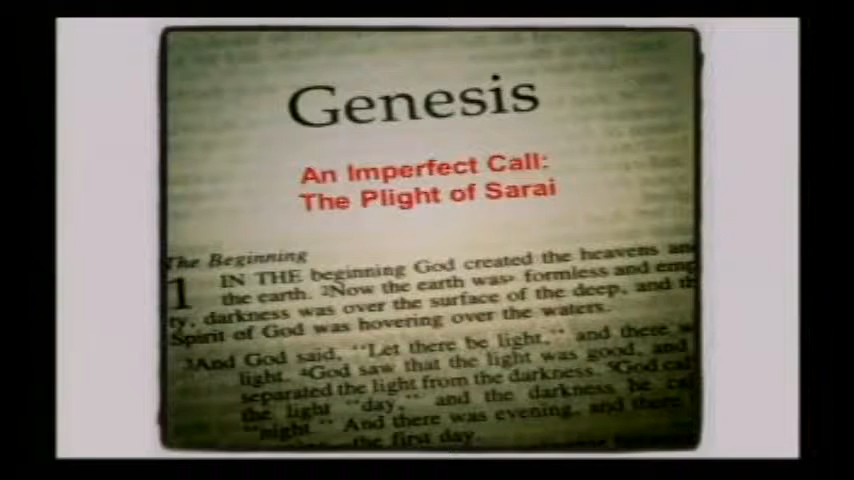 Genesis
An Imperfect Call:
The Plight of Sarai
The Beginning
1 IN THE beginning God created the heavens
the earth. ²Now the earth was formless and emp
ty, darkness was over the surface of the deep, and th
Spirit of God was hovering over the waters.
³And God said, "Let there be light," and there w
light. ⁴God saw that the light was good, and
separated the light from the darkness. ⁵God cal
the light "day," and the darkness he cal
"night." And there was evening, and there
the first day.